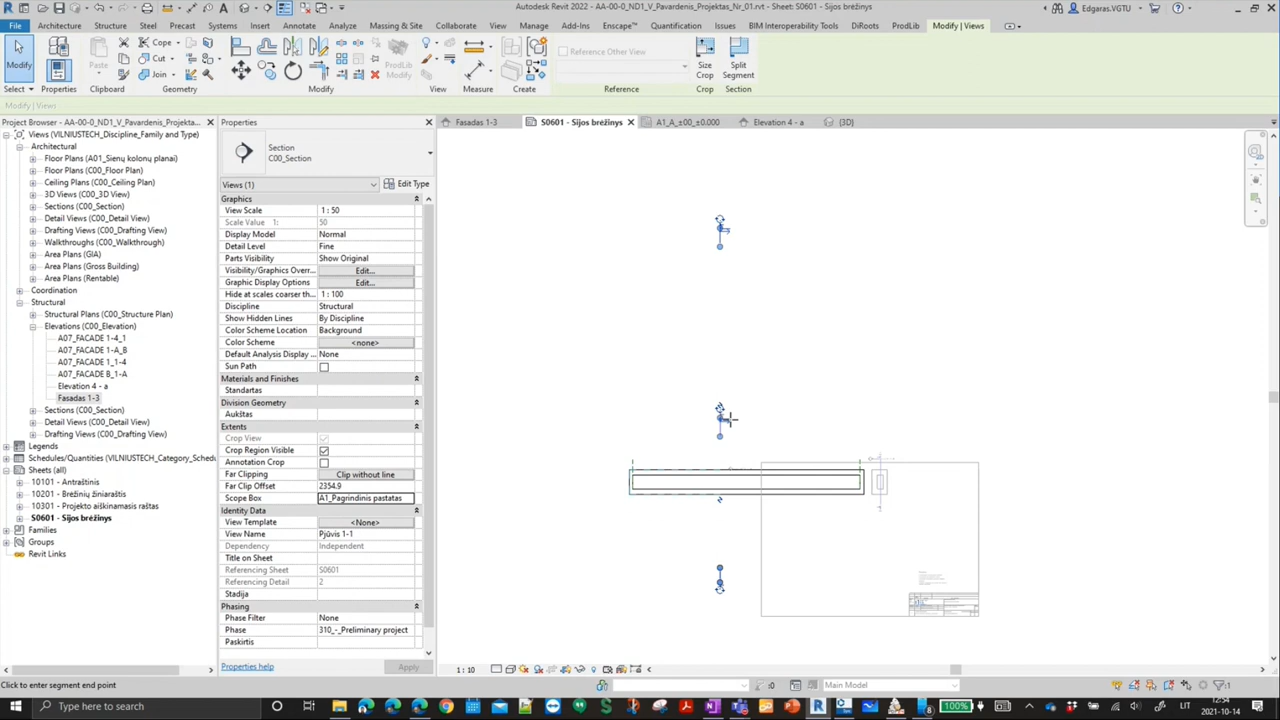 Autodesk Revit 2022 - AA-00-0_ND1_V_Pavardenis_Projektas_Nr_01.rvt - Sheet: S0601 - Sijos brėžinys
Edgaras.VGTU
File Architecture Structure Steel Precast Systems Insert Annotate Analyze Massing & Site Collaborate View Manage Add-Ins Enscape™ Quantification Issues BIM Interoperability Tools DiRoots ProdLib Modify | Views
Modify
Properties
Paste
Cope
Cut
Join
ProdLib
Modify
Reference Other View
Size
Crop
Split
Segment
Select Properties Clipboard Geometry Modify View Measure Create Reference Crop Section
Modify | Views
Project Browser - AA-00-0_ND1_V_Pavardenis_Projekta...
Views (VILNIUSTECH_Discipline_Family and Type)
Architectural
Floor Plans (A01_Sienų kolonų planai)
Floor Plans (C00_Floor Plan)
Ceiling Plans (C00_Ceiling Plan)
3D Views (C00_3D View)
Sections (C00_Section)
Detail Views (C00_Detail View)
Drafting Views (C00_Drafting View)
Walkthroughs (C00_Walkthrough)
Area Plans (GIA)
Area Plans (Gross Building)
Area Plans (Rentable)
Coordination
Structural
Structural Plans (C00_Structure Plan)
Elevations (C00_Elevation)
A07_FACADE 1-4_1
A07_FACADE 1-A_B
A07_FACADE 1_1-4
A07_FACADE B_1-A
Elevation 4 - a
Fasadas 1-3
Sections (C00_Section)
Detail Views (C00_Detail View)
Drafting Views (C00_Drafting View)
Legends
Schedules/Quantities (VILNIUSTECH_Category_Schedu
Sheets (all)
10101 - Antraštinis
10201 - Brėžinių žiniaraštis
10301 - Projekto aiškinamasis raštas
S0601 - Sijos brėžinys
Families
Groups
Revit Links
Properties
Section
C00_Section
Views (1)
Edit Type
Graphics
View Scale 1 : 50
Scale Value 1: 50
Display Model Normal
Detail Level Fine
Parts Visibility Show Original
Visibility/Graphics Overr... Edit...
Graphic Display Options Edit...
Hide at scales coarser th... 1 : 100
Discipline Structural
Show Hidden Lines By Discipline
Color Scheme Location Background
Color Scheme <none>
Default Analysis Display ... None
Sun Path
Materials and Finishes
Standartas
Division Geometry
Aukštas
Extents
Crop View
Crop Region Visible
Annotation Crop
Far Clipping Clip without line
Far Clip Offset 2354.9
Scope Box A1_Pagrindinis pastatas
Identity Data
View Template <None>
View Name Pjūvis 1-1
Dependency Independent
Title on Sheet
Referencing Sheet S0601
Referencing Detail 2
Stadija
Phasing
Phase Filter None
Phase 310_-_Preliminary project
Paskirtis
Properties help
Apply
Fasadas 1-3
S0601 - Sijos brėžinys
A1_A_±00_±0.000
Elevation 4 - a
{3D}
1 : 10
Click to enter segment end point
:0
Main Model
:1
Type here to search
100%
LIT
12:54
2021-10-14